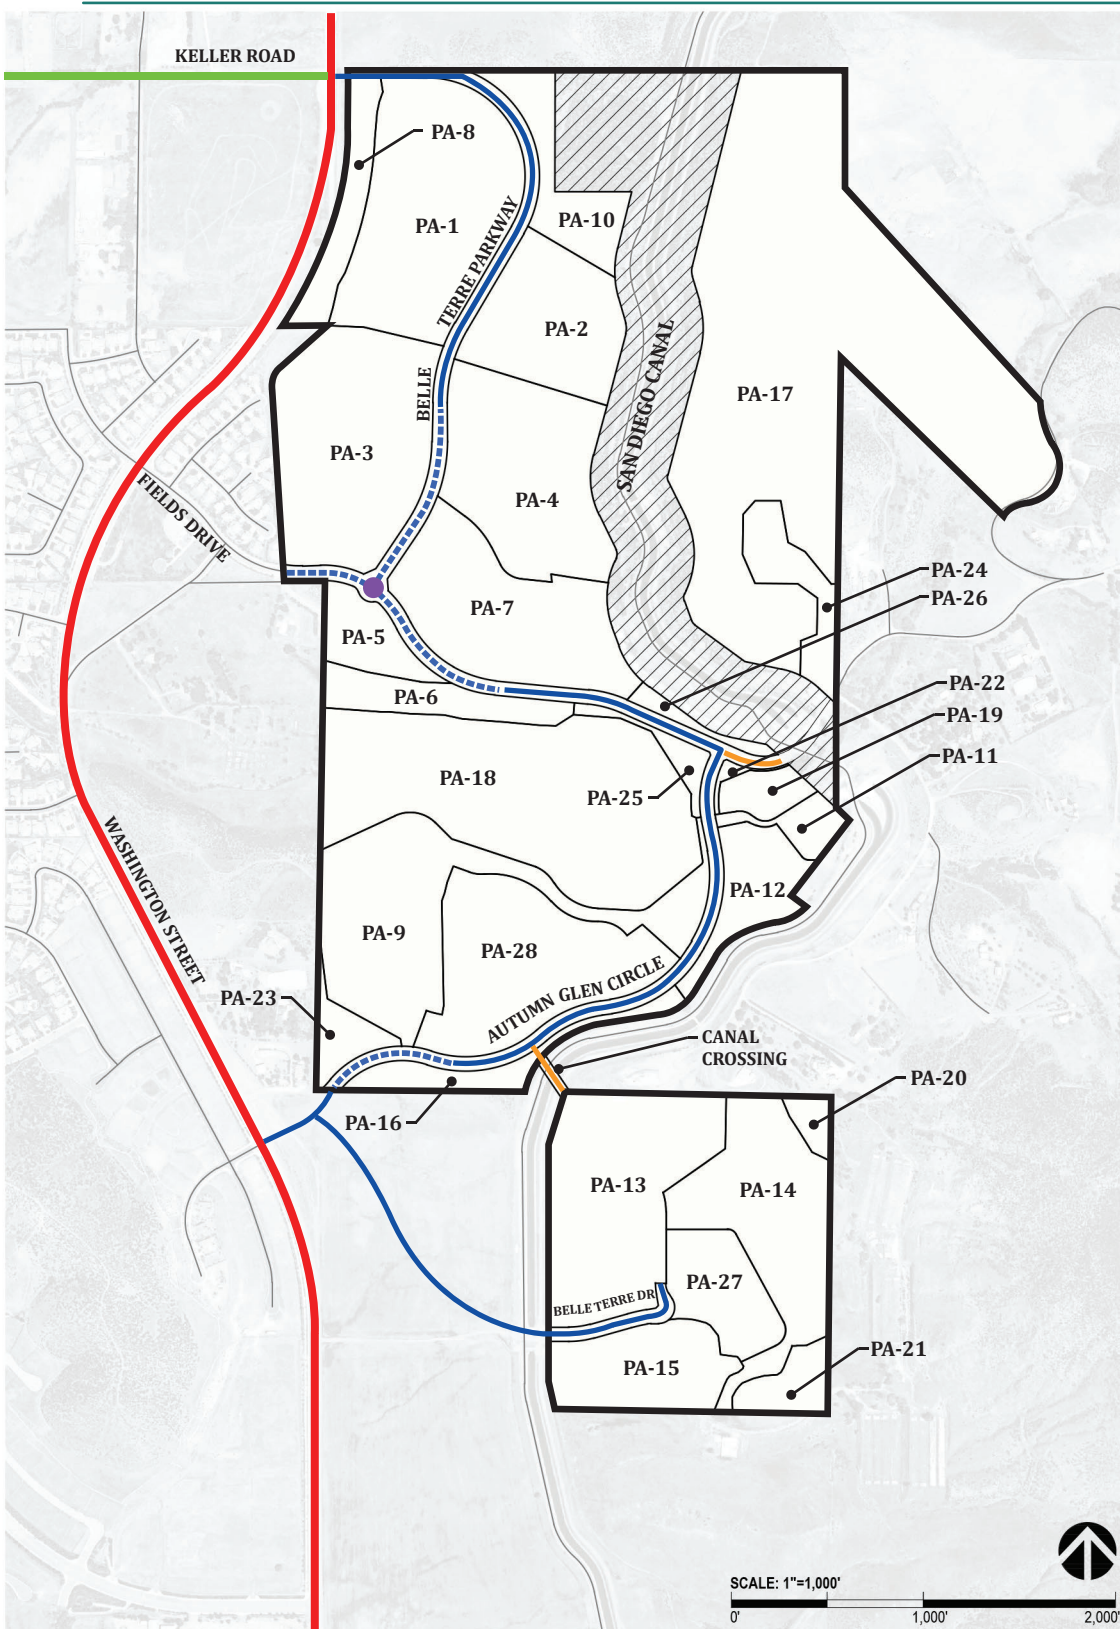 KELLER ROAD
PA-8
PA-1
PA-10
TERRE PARKWAY
PA-2
SAN DIEGO CANAL
BELLE
PA-17
PA-3
PA-4
FIELDS DRIVE
PA-24
PA-26
PA-7
PA-5
PA-6
PA-22
PA-19
PA-11
PA-18
PA-25
WASHINGTON STREET
PA-12
PA-9
PA-28
PA-23
AUTUMN GLEN CIRCLE
CANAL
CROSSING
PA-20
PA-16
PA-13
PA-14
PA-27
BELLE TERRE DR
PA-15
PA-21
SCALE: 1"=1,000'
0'
1,000'
2,000'